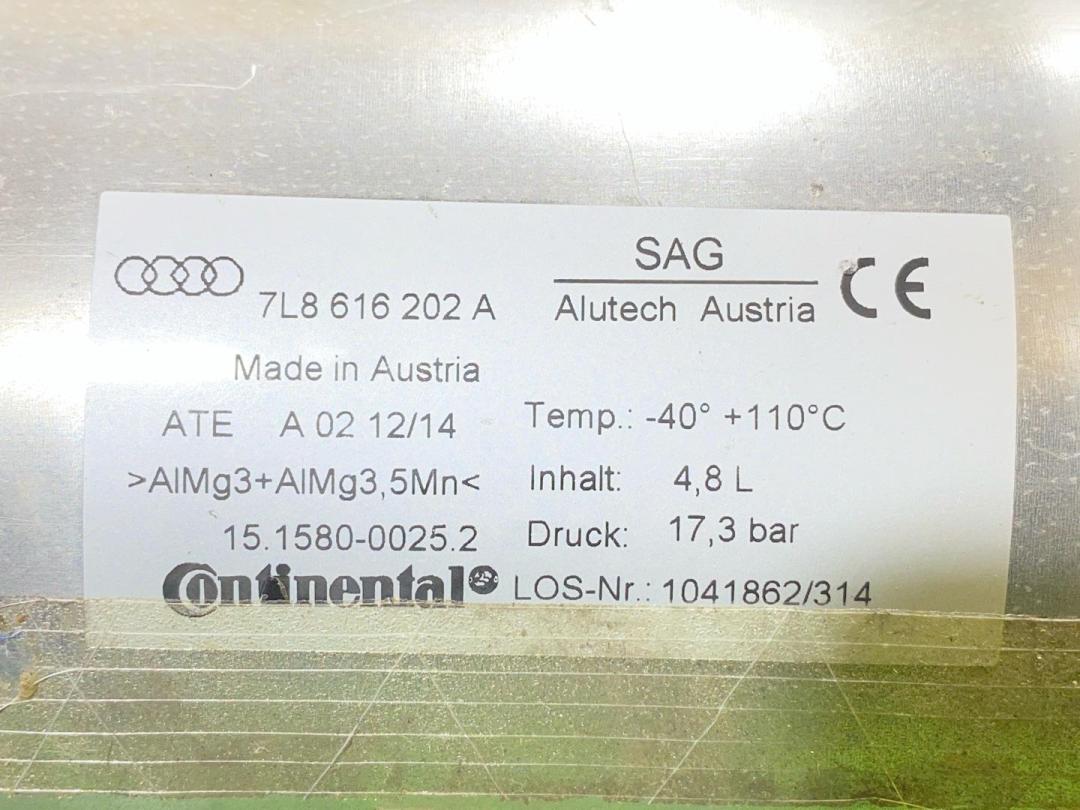 7L8 616 202 A
SAG
Alutech Austria
CE
Made in Austria
ATE A 02 12/14
>AlMg3+AlMg3,5Mn<
15.1580-0025.2
Continental
Temp.: -40° +110°C
Inhalt: 4,8 L
Druck: 17,3 bar
LOS-Nr.: 1041862/314